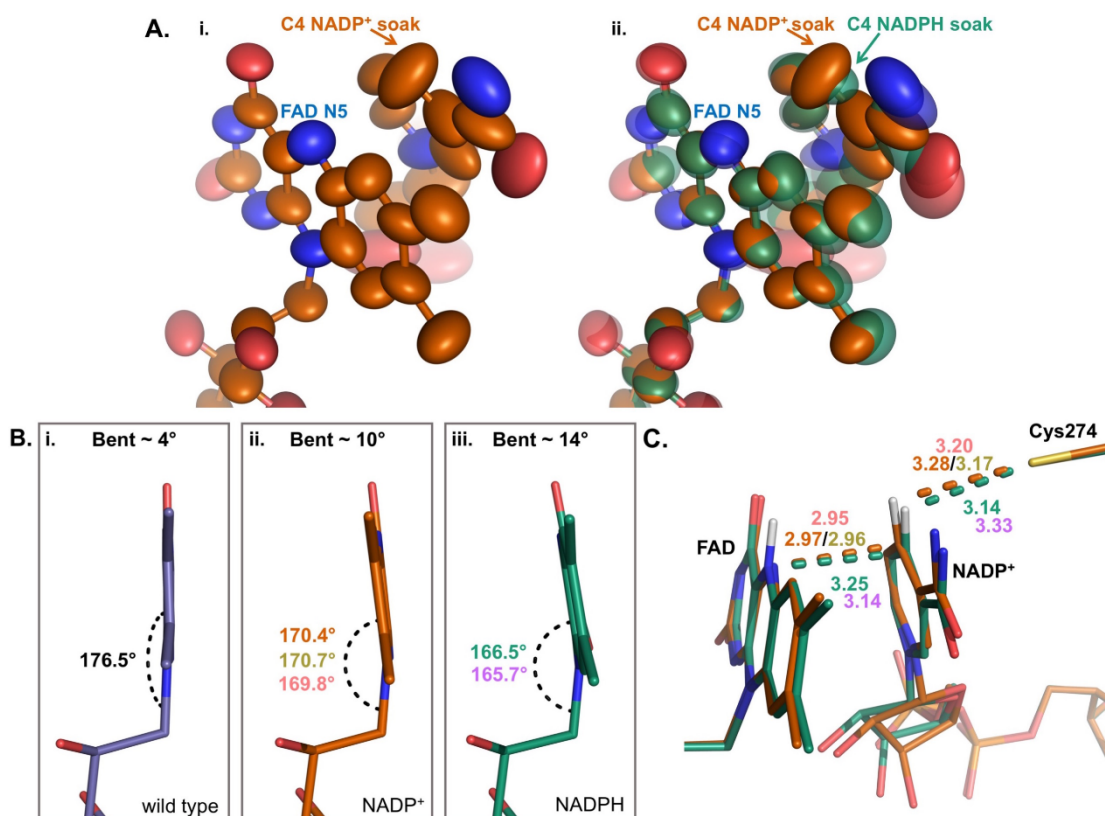 A.
i.
C4 NADP⁺ soak
FAD N5
ii.
C4 NADP⁺ soak
C4 NADPH soak
FAD N5
B.
i.
Bent ~ 4°
176.5°
wild type
ii.
Bent ~ 10°
170.4°
170.7°
169.8°
NADP⁺
iii.
Bent ~ 14°
166.5°
165.7°
NADPH
C.
Cys274
3.20
3.28/3.17
3.14
3.33
2.95
2.97/2.96
FAD
NADP⁺
3.25
3.14